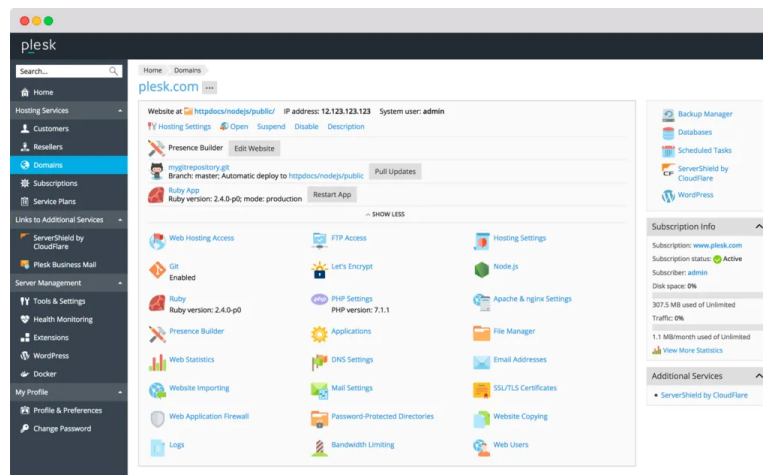 plesk
Search...
Home
Hosting Services
Customers
Resellers
Domains
Subscriptions
Service Plans
Links to Additional Services
ServerShield by
CloudFlare
Plesk Business Mail
Server Management
Tools & Settings
Health Monitoring
Extensions
WordPress
Docker
My Profile
Profile & Preferences
Change Password
Home Domains
plesk.com ...
Website at httpdocs/nodejs/public/ IP address: 12.123.123.123 System user: admin
Hosting Settings Open Suspend Disable Description
Presence Builder Edit Website
mygitrepository.git
Branch: master; Automatic deploy to httpdocs/nodejs/public Pull Updates
Ruby App
Ruby version: 2.4.0-p0; mode: production Restart App
SHOW LESS
Web Hosting Access FTP Access Hosting Settings
Git Let's Encrypt Node.js
Enabled
Ruby php PHP Settings Apache & nginx Settings
Ruby version: 2.4.0-p0 PHP version: 7.1.1
Presence Builder Applications File Manager
Web Statistics DNS Settings Email Addresses
Website Importing Mail Settings SSL/TLS Certificates
Web Application Firewall Password-Protected Directories Website Copying
Logs Bandwidth Limiting Web Users
Backup Manager
Databases
Scheduled Tasks
CF ServerShield by
CloudFlare
WordPress
Subscription Info
Subscription: www.plesk.com
Subscription status: Active
Subscriber: admin
Disk space: 0%
307.5 MB used of Unlimited
Traffic: 0%
1.1 MB/month used of Unlimited
View More Statistics
Additional Services
ServerShield by CloudFlare